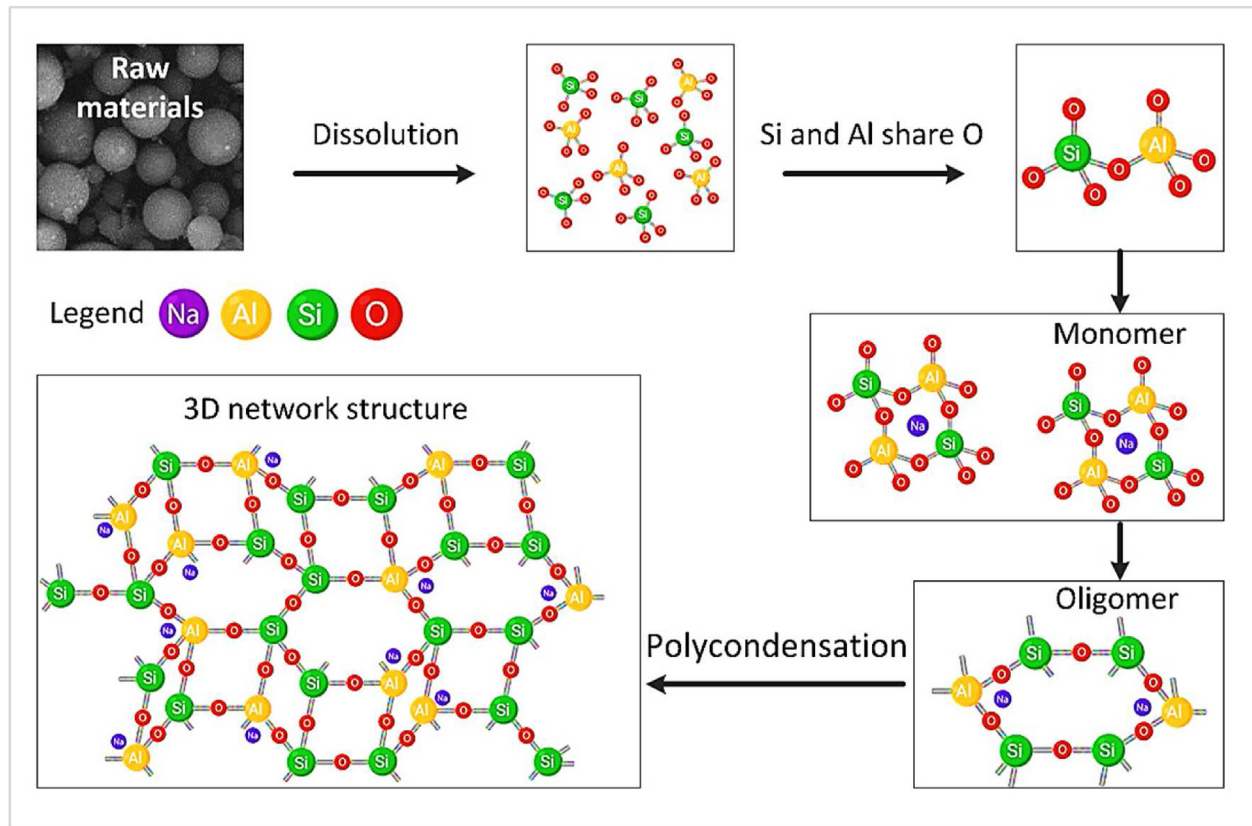 Raw
materials
Dissolution
Si and Al share O
Legend Na Al Si O
Monomer
3D network structure
Oligomer
Polycondensation